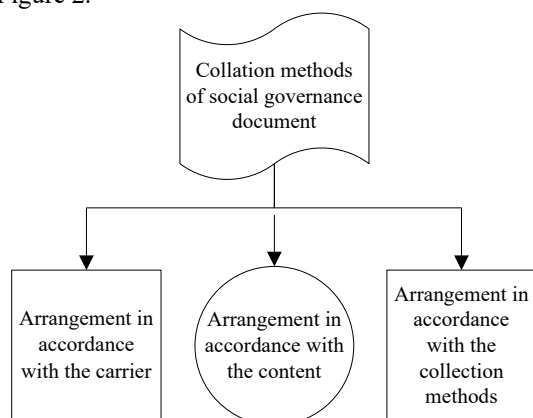 Figure 2.
Collation methods
of social governance
document
Arrangement in
accordance
with the carrier
Arrangement in
accordance with
the content
Arrangement in
accordance
with the
collection
methods